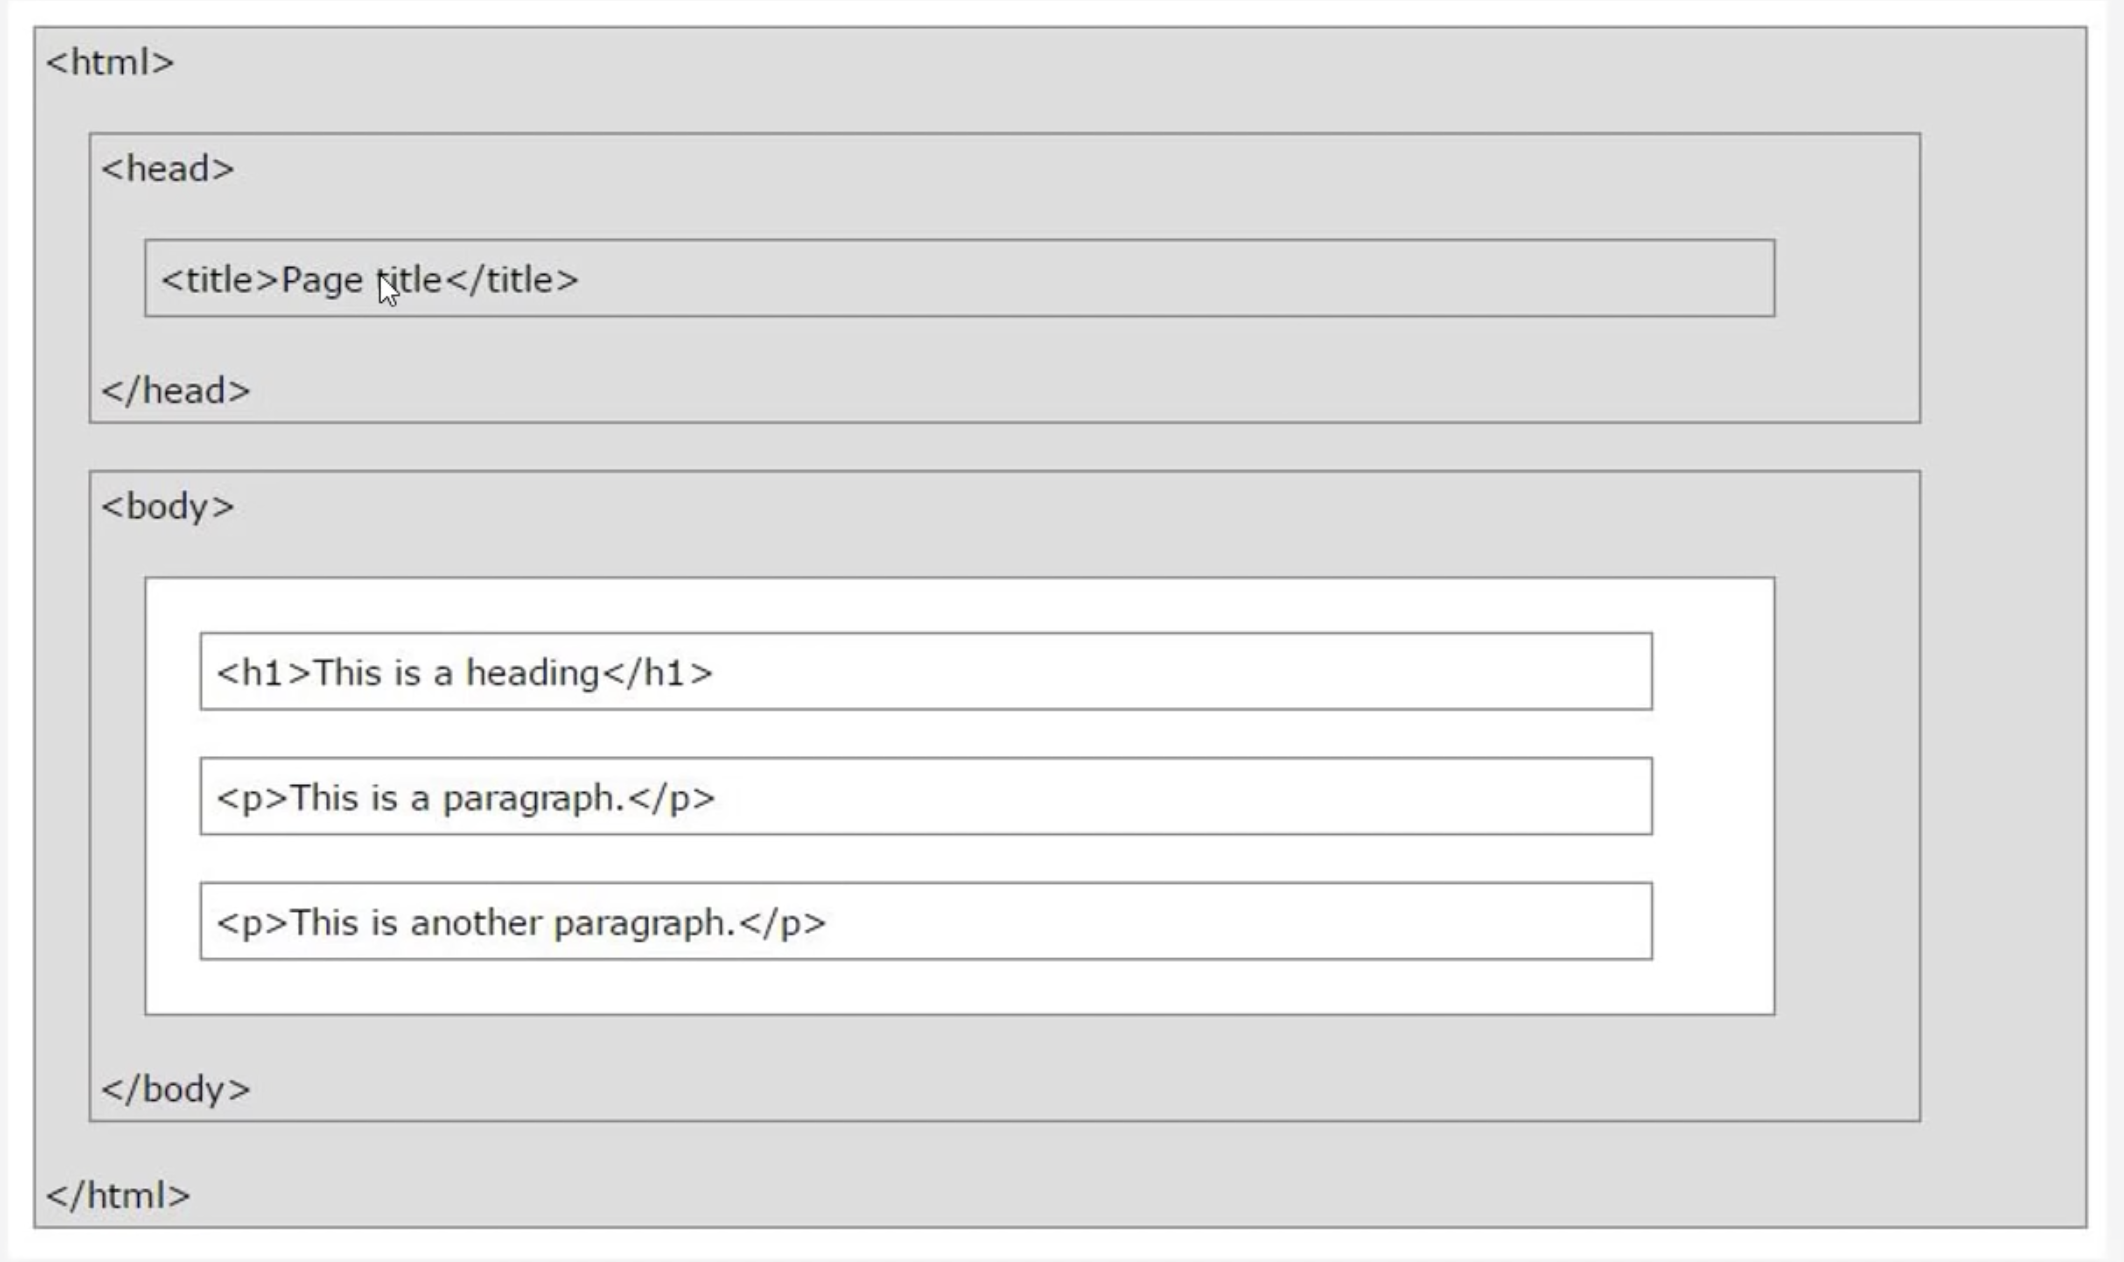 <html>
<head>
<title>Page title</title>
</head>
<body>
<h1>This is a heading</h1>
<p>This is a paragraph.</p>
<p>This is another paragraph.</p>
</body>
</html>